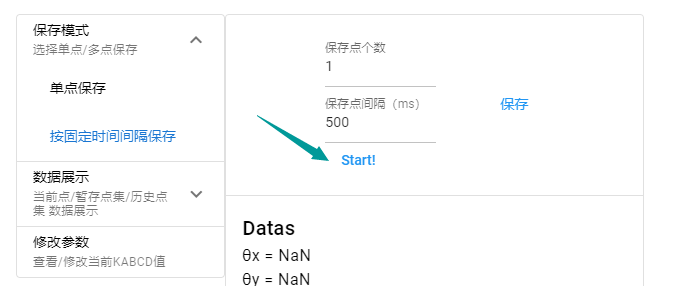 保存模式
选择单点/多点保存
单点保存
按固定时间间隔保存
数据展示
当前点/暂存点集/历史点
集 数据展示
修改参数
查看/修改当前KABCD值
保存点个数
1
保存点间隔（ms）
500
保存
Start!
Datas
θx = NaN
θy = NaN